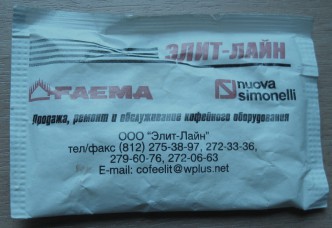 ЭЛИТ-ЛАЙН
FAEMA
nuova simonelli
Продажа, ремонт и обслуживание кофейного оборудования
ООО "Элит-Лайн"
тел/факс (812) 275-38-97, 272-33-36,
279-60-76, 272-06-63
E-mail: cofeelit@wplus.net